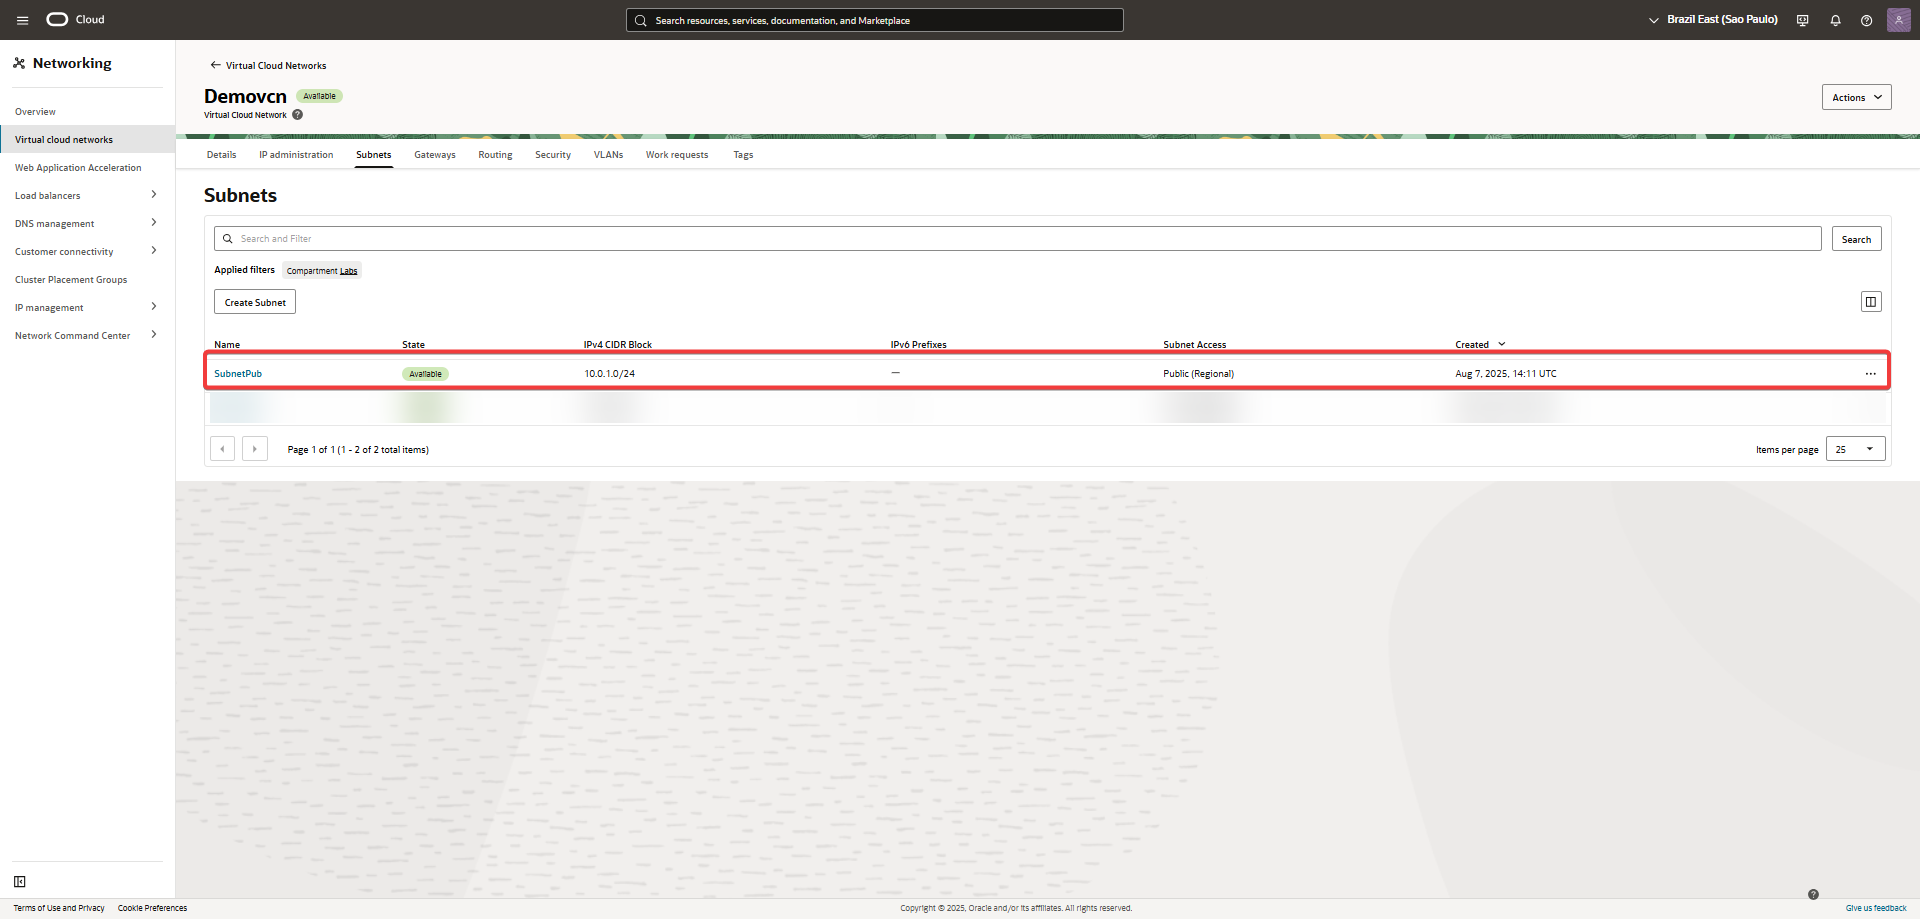 Cloud
Search resources, services, documentation, and Marketplace
Brazil East (Sao Paulo)
Networking
Overview
Virtual cloud networks
Web Application Acceleration
Load balancers
DNS management
Customer connectivity
Cluster Placement Groups
IP management
Network Command Center
Virtual Cloud Networks
Demovcn Available
Virtual Cloud Network ?
Actions
Details IP administration Subnets Gateways Routing Security VLANs Work requests Tags
Subnets
Search and Filter
Search
Applied filters Compartment Labs
Create Subnet
Name State IPv4 CIDR Block IPv6 Prefixes Subnet Access Created
SubnetPub Available 10.0.1.0/24 — Public (Regional) Aug 7, 2025, 14:11 UTC ...
Page 1 of 1 (1 - 2 of 2 total items)
Items per page 25
Terms of Use and Privacy Cookie Preferences
Copyright © 2025, Oracle and/or its affiliates. All rights reserved.
Give us feedback